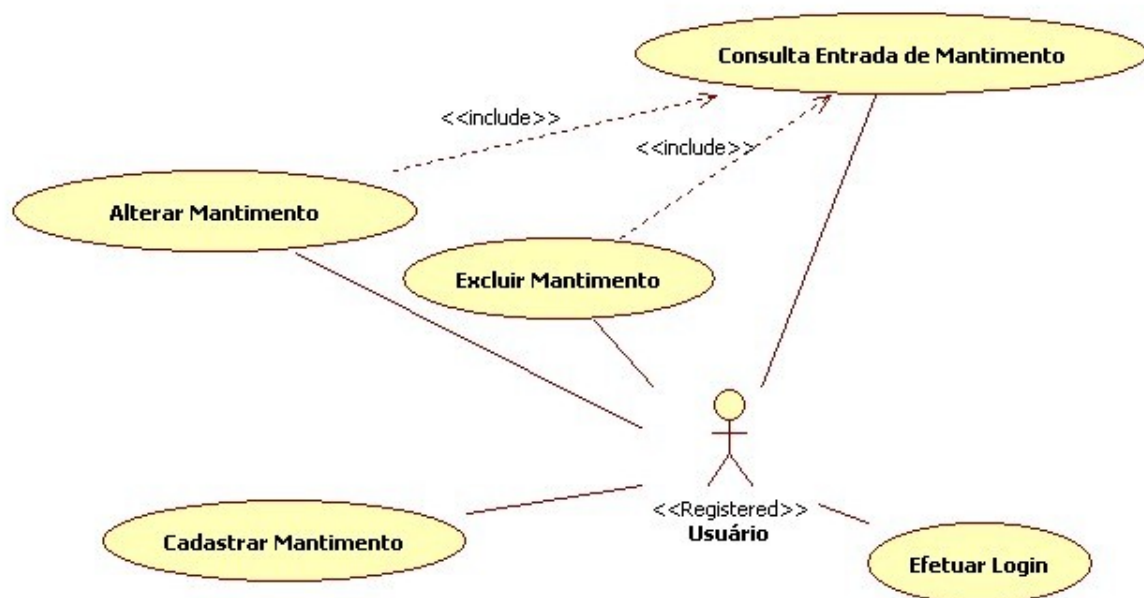 Consulta Entrada de Mantimento
<<include>>
<<include>>
Alterar Mantimento
Excluir Mantimento
<<Registered>>
Usuário
Cadastrar Mantimento
Efetuar Login